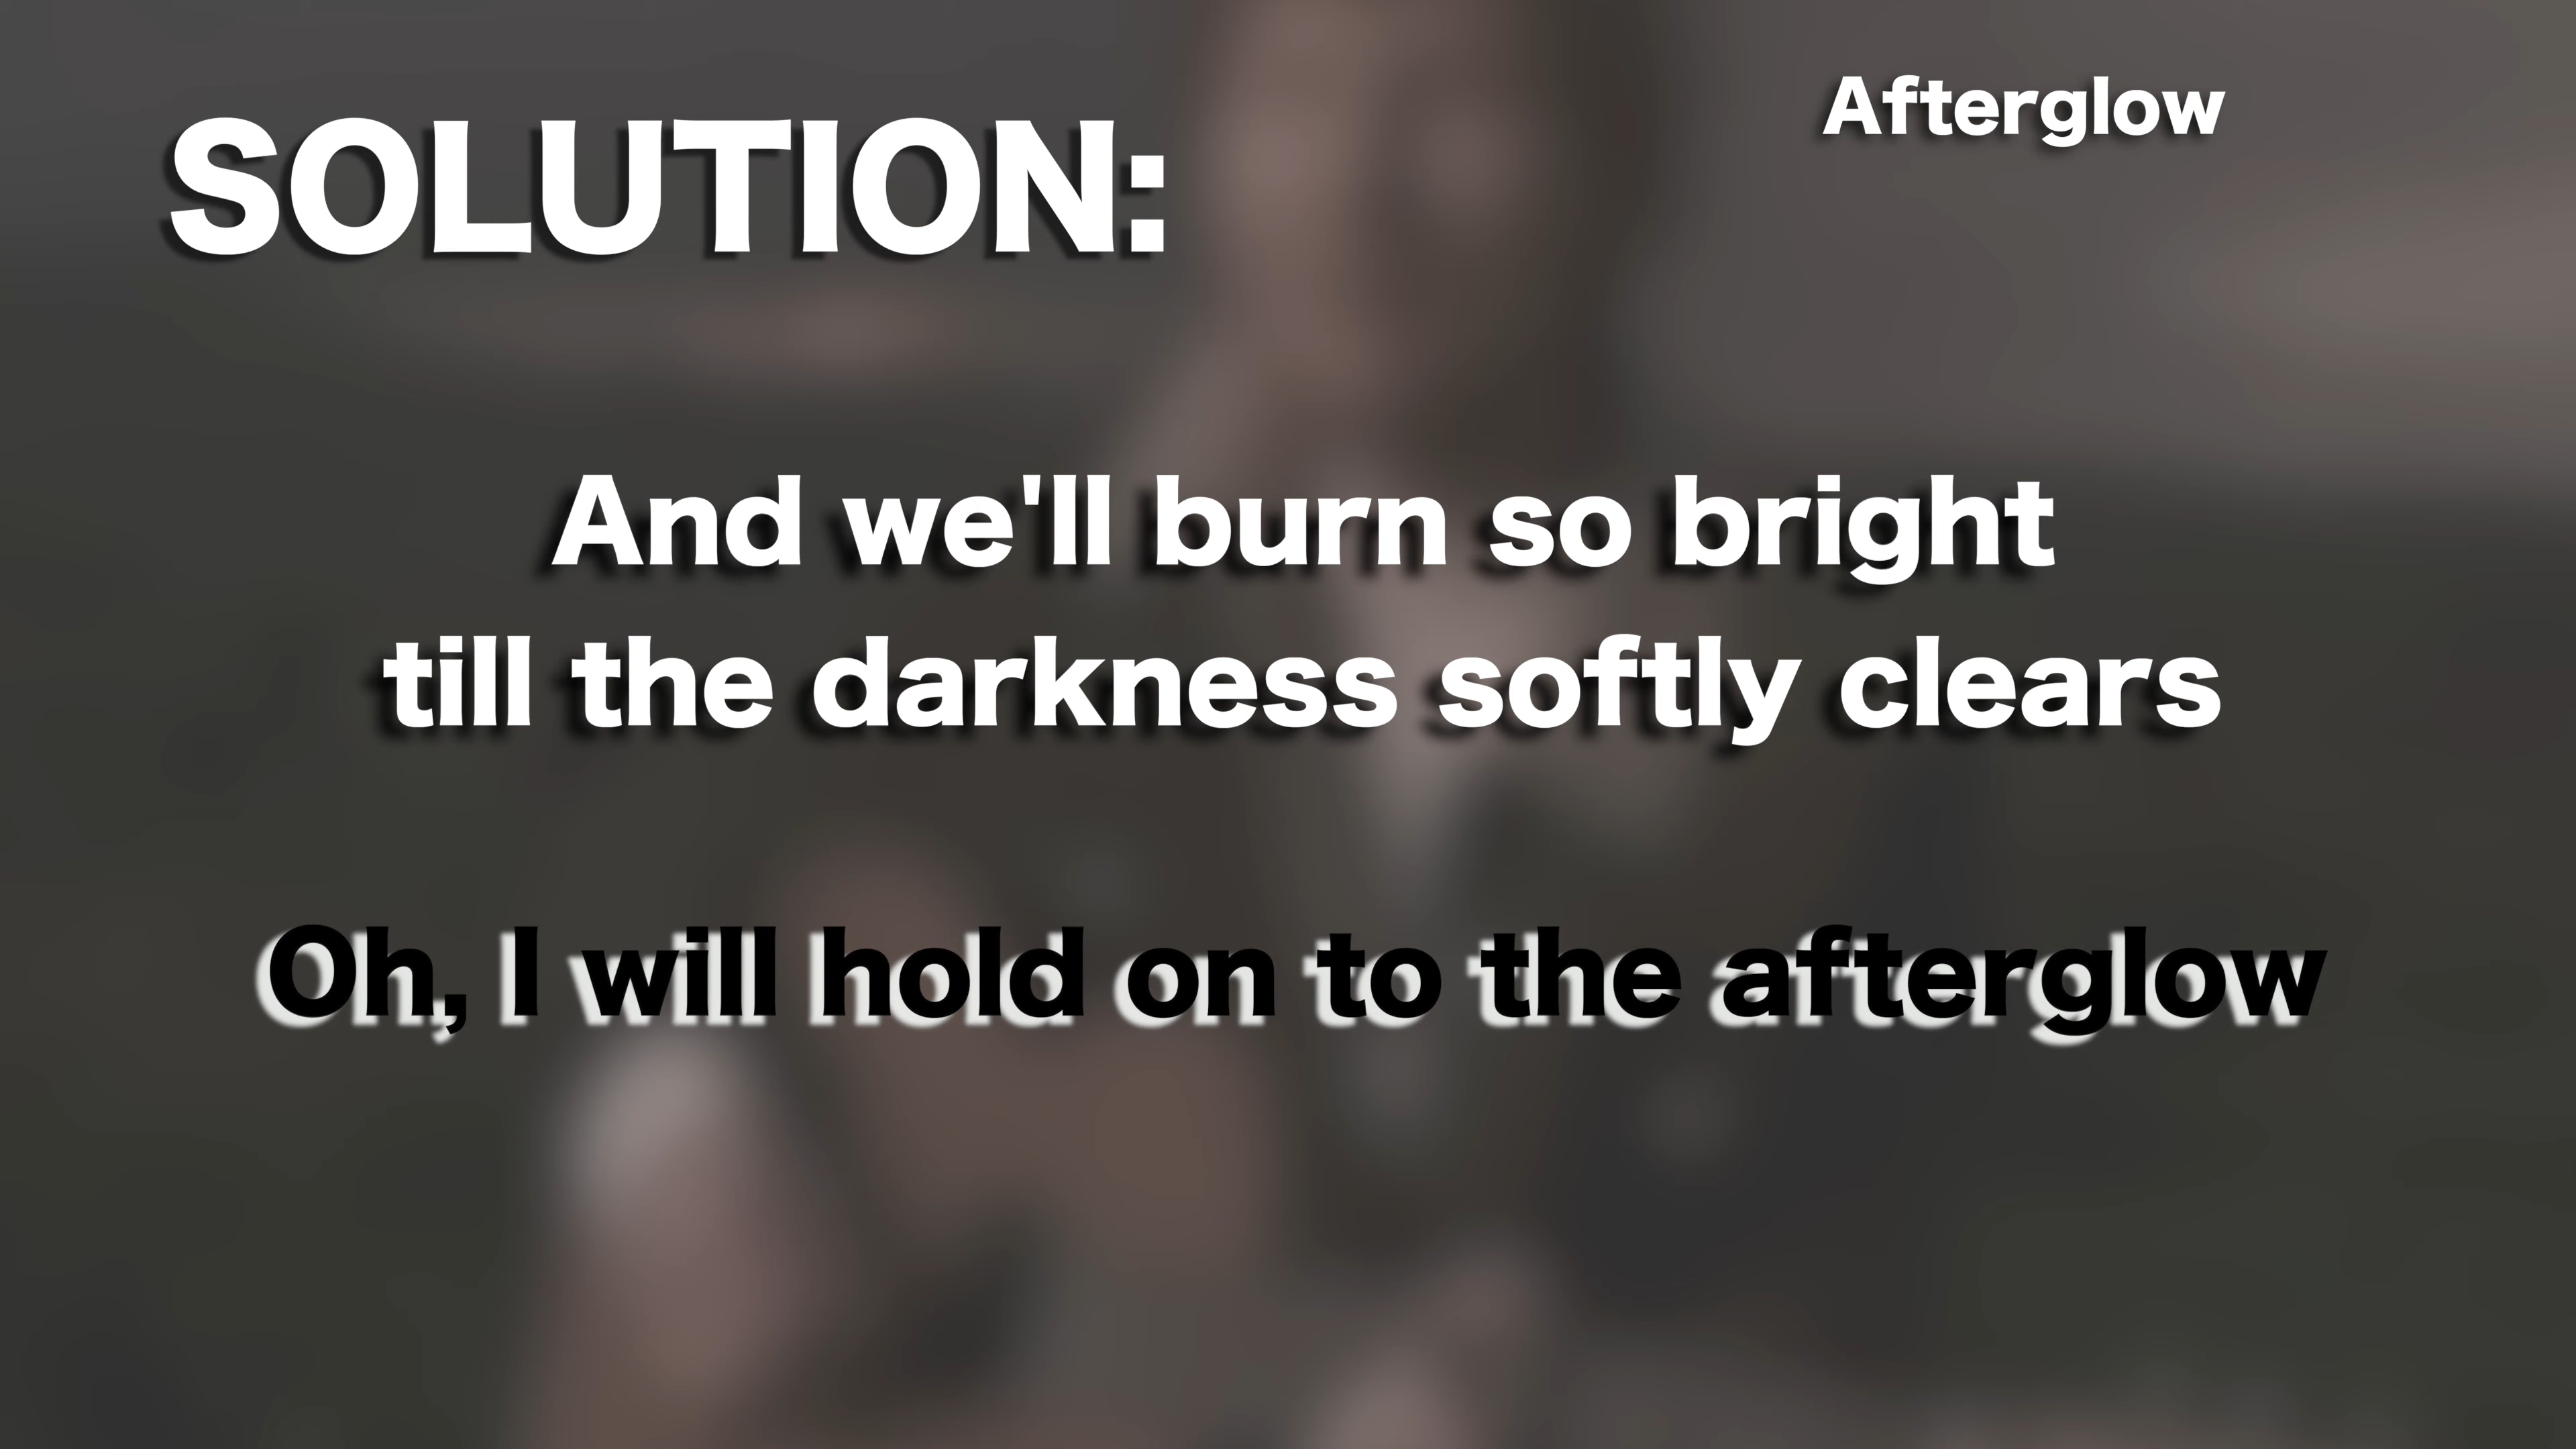 Afterglow
SOLUTION:
And we'll burn so bright
till the darkness softly clears
Oh, I will hold on to the afterglow